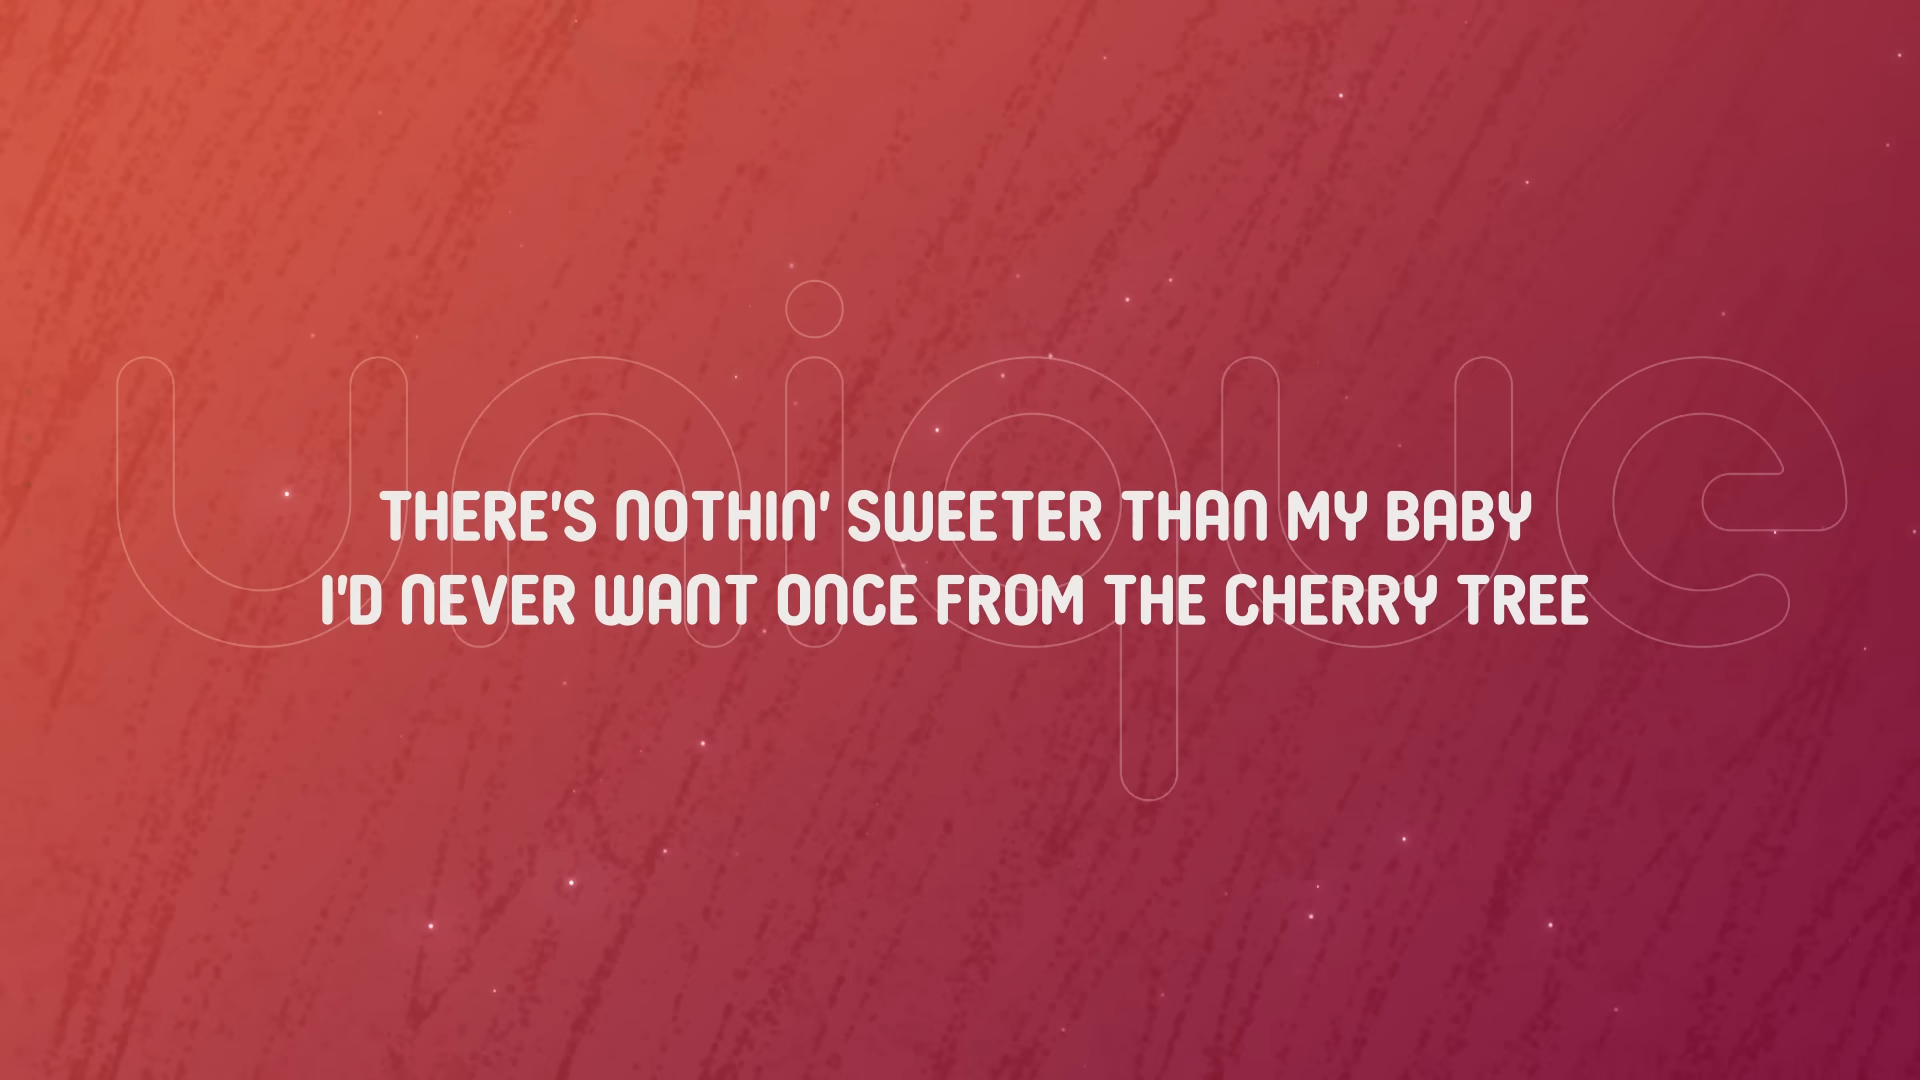 unique
THERE'S NOTHIN' SWEETER THAN MY BABY
I'D NEVER WANT ONCE FROM THE CHERRY TREE